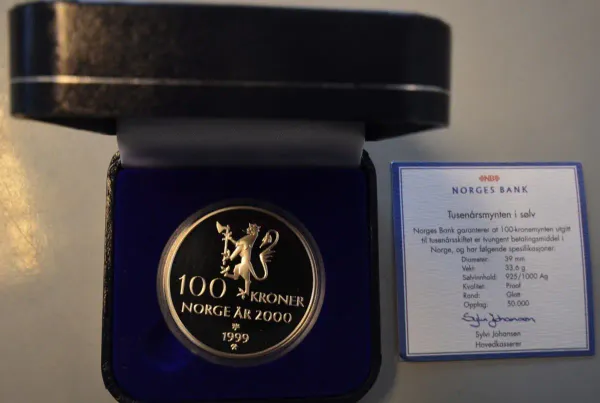 100 KRONER
NORGE ÅR 2000
1999
NORGES BANK
Tusenårsmynten i sølv
Norges Bank garanterer at 100-kronemynten utgitt
til tusenårsskiftet er tvungent betalingsmiddel i
Norge, og har følgende spesifikasjoner:
Diameter: 39 mm
Vekt: 33,6 g
Sølvinnhold: 925/1000 Ag
Kvalitet: Proof
Rand: Glatt
Opplag: 50.000
Sylvi Johansen
Sylvi Johansen
Hovedkasserer